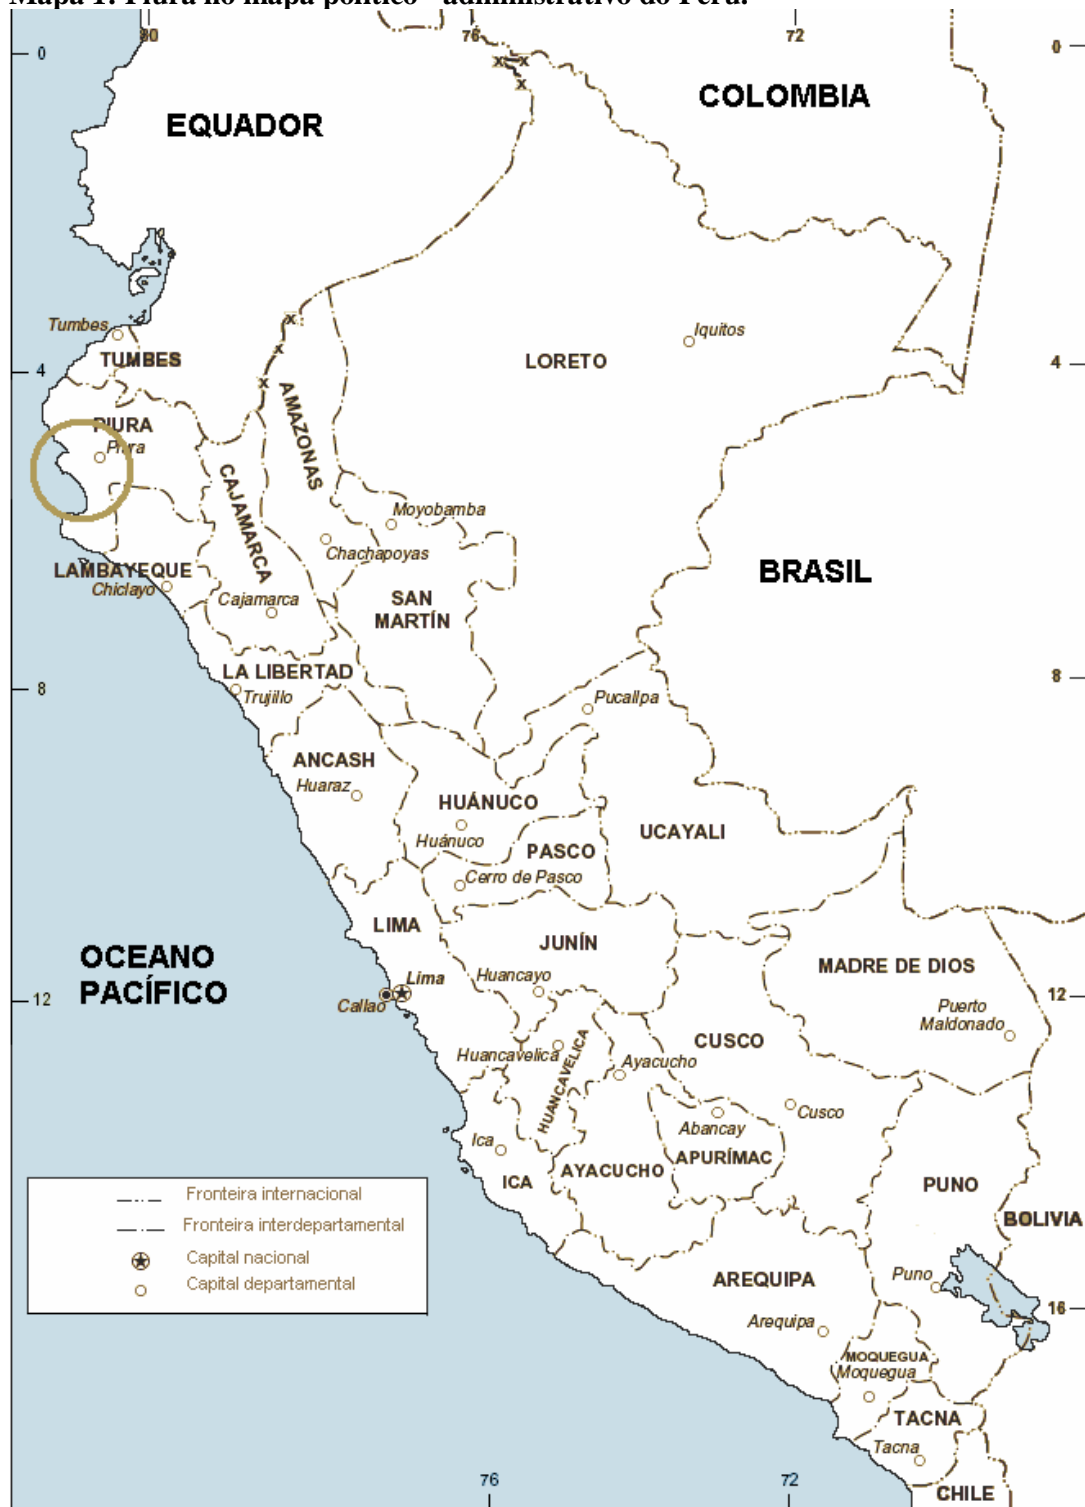 Mapa 1: Piura no mapa político - administrativo do Peru.
80
76
72
0
0
COLOMBIA
EQUADOR
Tumbes
TUMBES
Iquitos
LORETO
4
4
AMAZONAS
PIURA
Piura
CAJAMARCA
Moyobamba
Chachapoyas
BRASIL
LAMBAYEQUE
Chiclayo
Cajamarca
SAN
MARTÍN
LA LIBERTAD
8
8
Trujillo
Pucallpa
ANCASH
Huaraz
HUÁNUCO
Huánuco
UCAYALI
PASCO
Cerro de Pasco
LIMA
JUNÍN
OCEANO
PACÍFICO
MADRE DE DIOS
Huancayo
Lima
12
Callao
12
Puerto
Maldonado
CUSCO
Huancavelica
HUANCAVELICA
Ayacucho
Cusco
Abancay
Ica
APURÍMAC
AYACUCHO
ICA
PUNO
BOLIVIA
Fronteira internacional
Fronteira interdepartamental
Capital nacional
Capital departamental
AREQUIPA
Puno
16
Arequipa
MOQUEGUA
Moquegua
TACNA
Tacna
76
72
CHILE